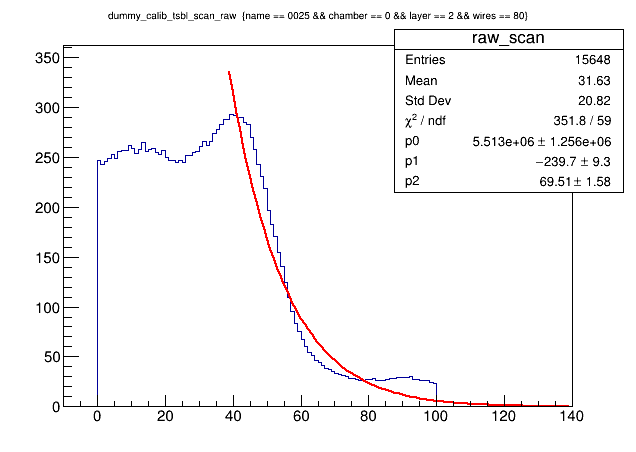 dummy_calib_tsbl_scan_raw {name == 0025 && chamber == 0 && layer == 2 && wires == 80}
raw_scan
Entries 15648
Mean 31.63
Std Dev 20.82
χ² / ndf 351.8 / 59
p0 5.513e+06 ± 1.256e+06
p1 −239.7 ± 9.3
p2 69.51 ± 1.58
350
300
250
200
150
100
50
0
0 20 40 60 80 100 120 140